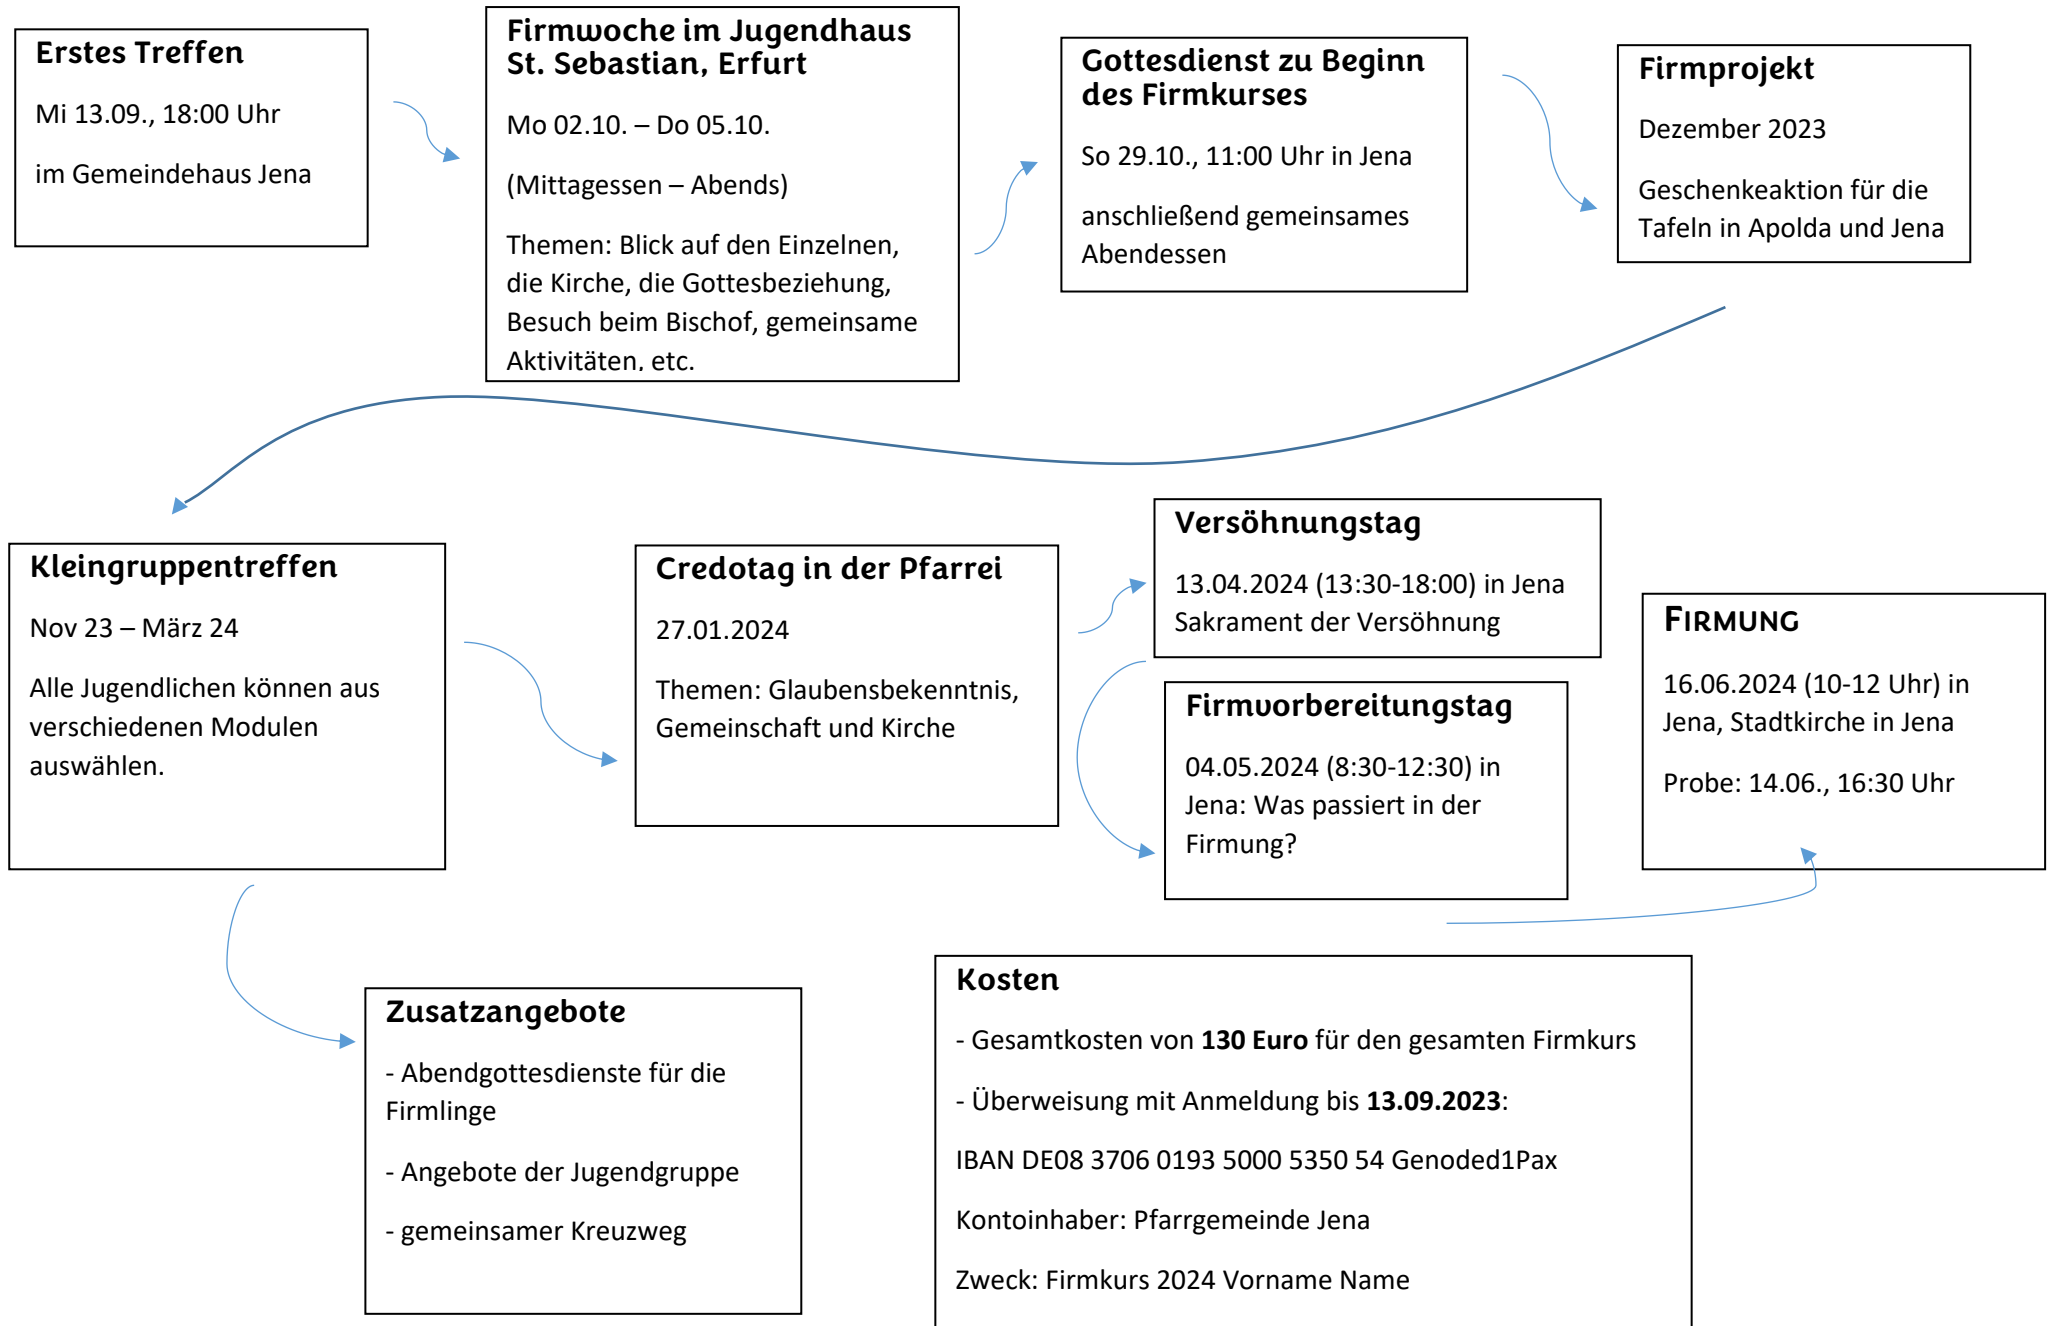 Erstes Treffen
Mi 13.09., 18:00 Uhr
im Gemeindehaus Jena
Firmwoche im Jugendhaus
St. Sebastian, Erfurt
Mo 02.10. – Do 05.10.
(Mittagessen – Abends)
Themen: Blick auf den Einzelnen,
die Kirche, die Gottesbeziehung,
Besuch beim Bischof, gemeinsame
Aktivitäten, etc.
Gottesdienst zu Beginn
des Firmkurses
So 29.10., 11:00 Uhr in Jena
anschließend gemeinsames
Abendessen
Firmprojekt
Dezember 2023
Geschenkeaktion für die
Tafeln in Apolda und Jena
Kleingruppentreffen
Nov 23 – März 24
Alle Jugendlichen können aus
verschiedenen Modulen
auswählen.
Credotag in der Pfarrei
27.01.2024
Themen: Glaubensbekenntnis,
Gemeinschaft und Kirche
Versöhnungstag
13.04.2024 (13:30-18:00) in Jena
Sakrament der Versöhnung
Firmvorbereitungstag
04.05.2024 (8:30-12:30) in
Jena: Was passiert in der
Firmung?
FIRMUNG
16.06.2024 (10-12 Uhr) in
Jena, Stadtkirche in Jena
Probe: 14.06., 16:30 Uhr
Zusatzangebote
- Abendgottesdienste für die
Firmlinge
- Angebote der Jugendgruppe
- gemeinsamer Kreuzweg
Kosten
- Gesamtkosten von 130 Euro für den gesamten Firmkurs
- Überweisung mit Anmeldung bis 13.09.2023:
IBAN DE08 3706 0193 5000 5350 54 Genoded1Pax
Kontoinhaber: Pfarrgemeinde Jena
Zweck: Firmkurs 2024 Vorname Name